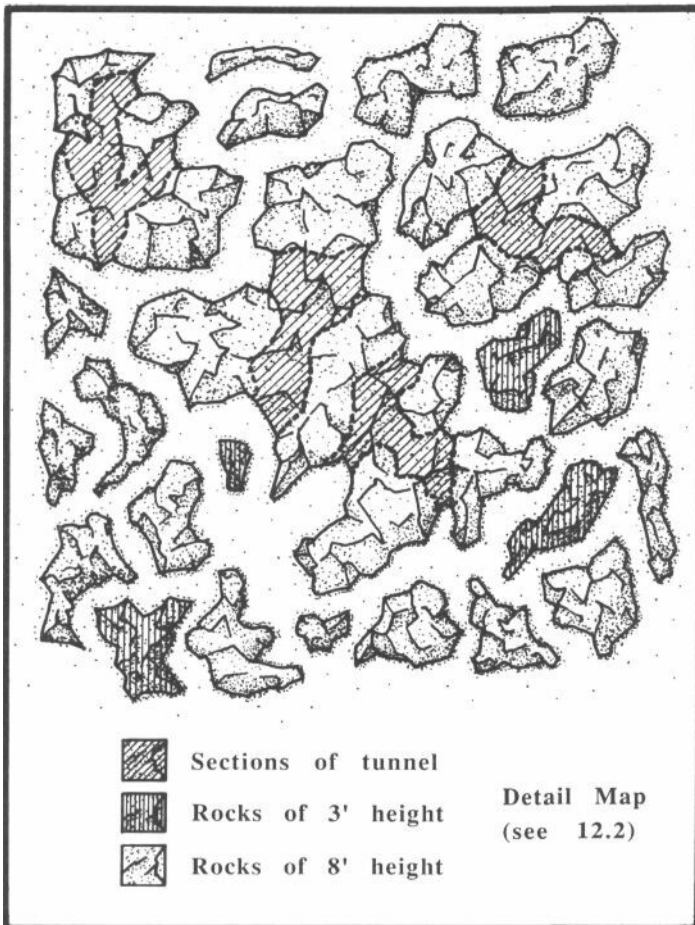 Sections of tunnel
Rocks of 3' height
Rocks of 8' height
Detail Map
(see 12.2)